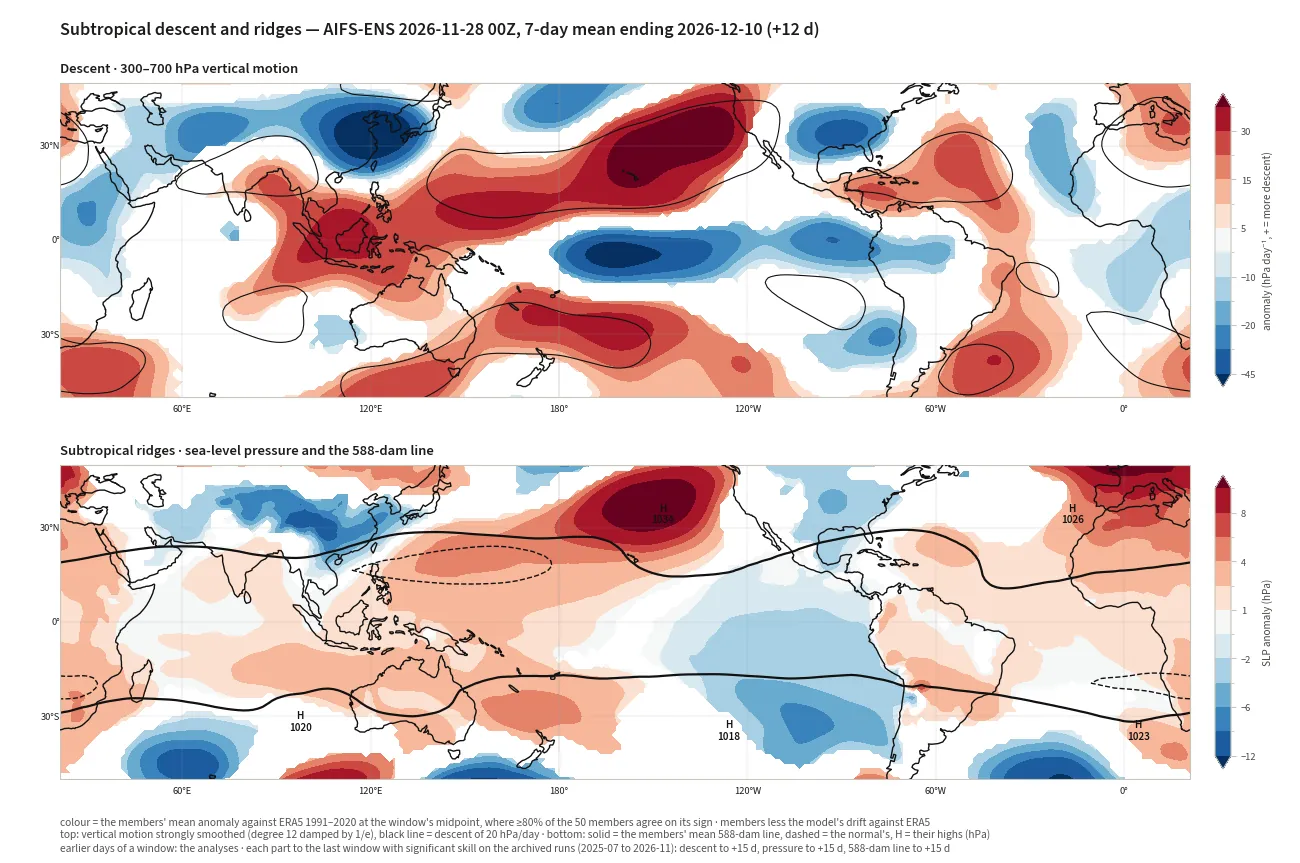 Subtropical descent and ridges — AIFS-ENS 2026-11-28 00Z, 7-day mean ending 2026-12-10 (+12 d)
Descent · 300–700 hPa vertical motion
30°N
0°
30°S
60°E
120°E
180°
120°W
60°W
0°
30
15
5
−10
−20
−45
anomaly (hPa day⁻¹, + = more descent)
Subtropical ridges · sea-level pressure and the 588-dam line
30°N
0°
30°S
H
H
1026
H
1020
H
1018
H
1023
60°E
120°E
180°
120°W
60°W
0°
8
4
1
−2
−6
−12
SLP anomaly (hPa)
colour = the members' mean anomaly against ERA5 1991–2020 at the window's midpoint, where ≥80% of the 50 members agree on its sign · members less the model's drift against ERA5
top: vertical motion strongly smoothed (degree 12 damped by 1/e), black line = descent of 20 hPa/day · bottom: solid = the members' mean 588-dam line, dashed = the normal's, H = their highs (hPa)
earlier days of a window: the analyses · each part to the last window with significant skill on the archived runs (2025-07 to 2026-11): descent to +15 d, pressure to +15 d, 588-dam line to +15 d